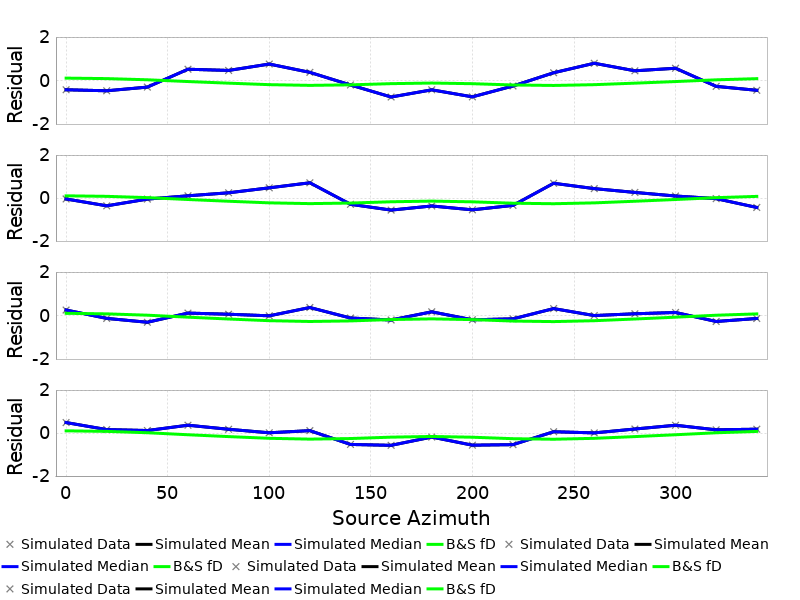 2
0
-2
Residual
2
0
-2
Residual
2
0
-2
Residual
2
0
-2
Residual
0 50 100 150 200 250 300
Source Azimuth
× Simulated Data Simulated Mean Simulated Median B&S fD × Simulated Data Simulated Mean
Simulated Median B&S fD × Simulated Data Simulated Mean Simulated Median B&S fD
× Simulated Data Simulated Mean Simulated Median B&S fD